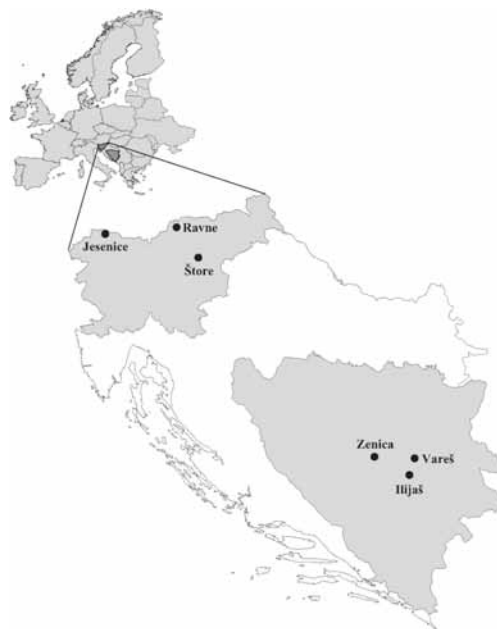 Ravne
Jesenice
Štore
Zenica
Vareš
Ilijaš